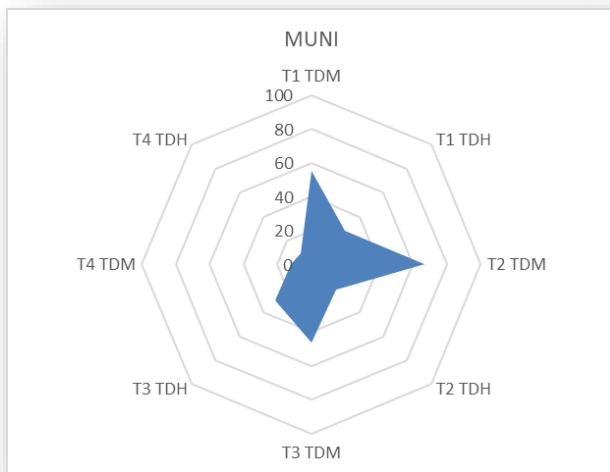 MUNI
T1 TDM
100
T4 TDH
80
T1 TDH
60
40
20
T4 TDM
0
T2 TDM
T3 TDH
T2 TDH
T3 TDM